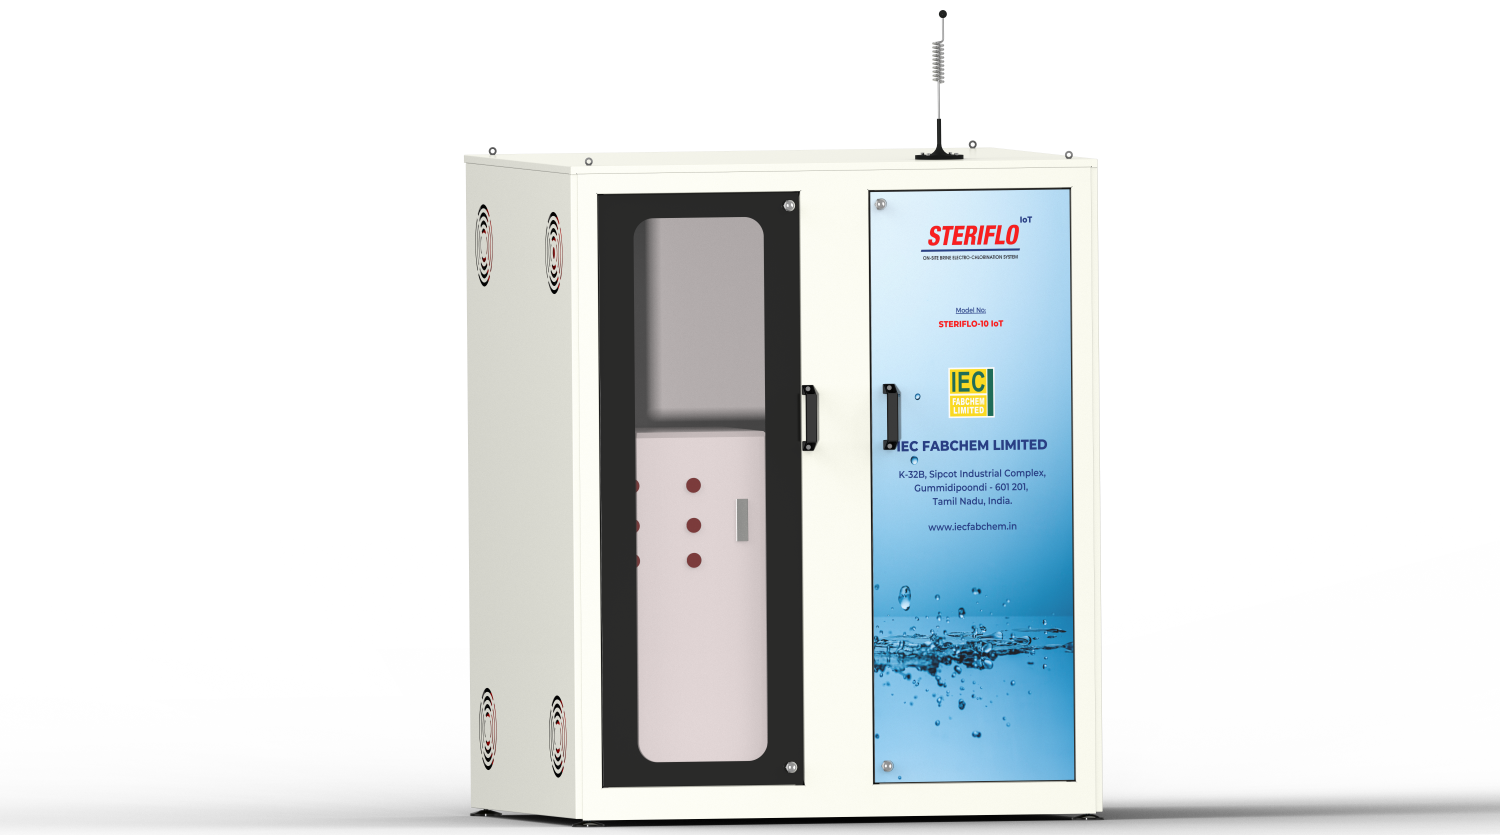 IoT
STERIFLO
ON-SITE BRINE ELECTRO-CHLORINATION SYSTEM
Model No:
STERIFLO-10 IoT
IEC
FABCHEM
LIMITED
IEC FABCHEM LIMITED
K-32B, Sipcot Industrial Complex,
Gummidipoondi - 601 201,
Tamil Nadu, India.
www.iecfabchem.in